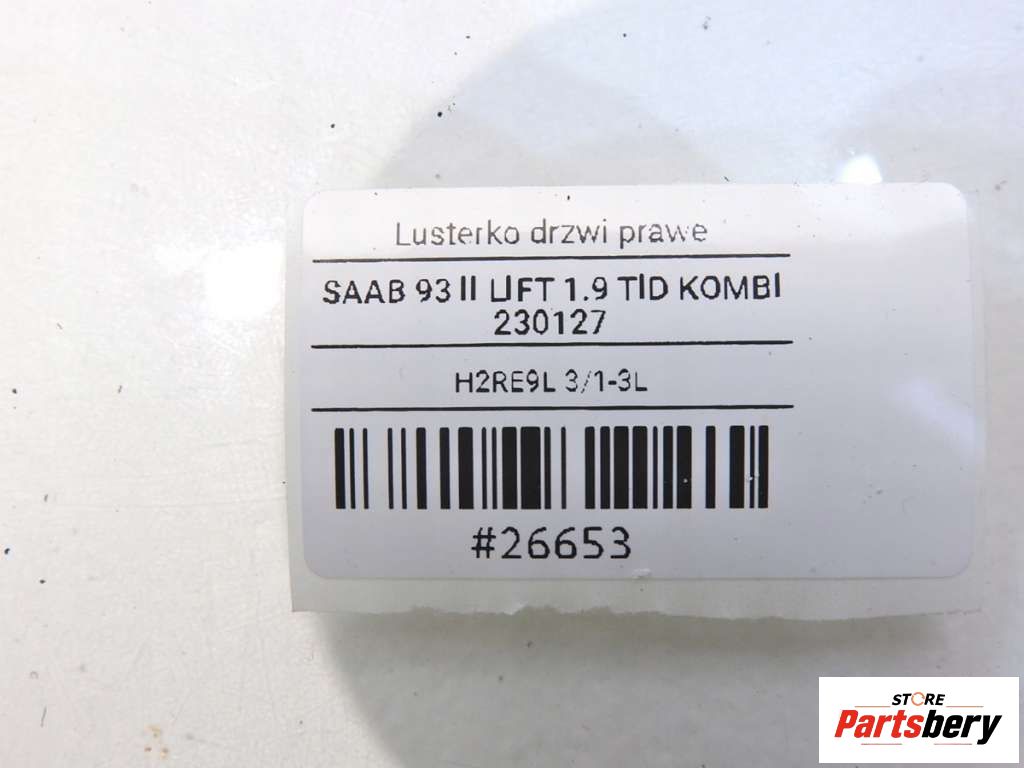 Lusterko drzwi prawe
SAAB 93 II LIFT 1.9 TID KOMBI
230127
H2RE9L 3/1-3L
#26653
STORE
Partsbery